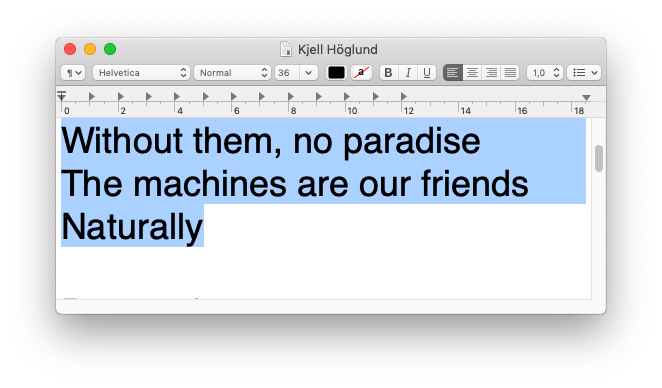 Kjell Höglund
¶ Helvetica Normal 36 a B I U 1,0
0 2 4 6 8 10 12 14 16 18
Without them, no paradise
The machines are our friends
Naturally